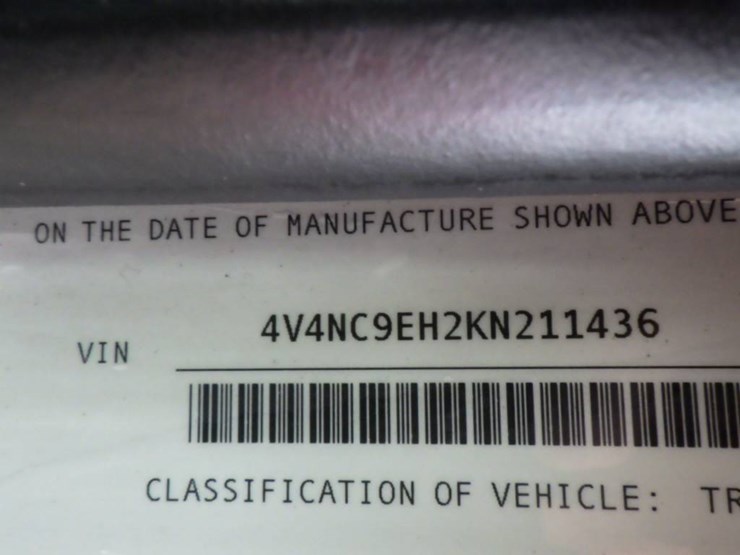 ON THE DATE OF MANUFACTURE SHOWN ABOVE
4V4NC9EH2KN211436
VIN
CLASSIFICATION OF VEHICLE: TR